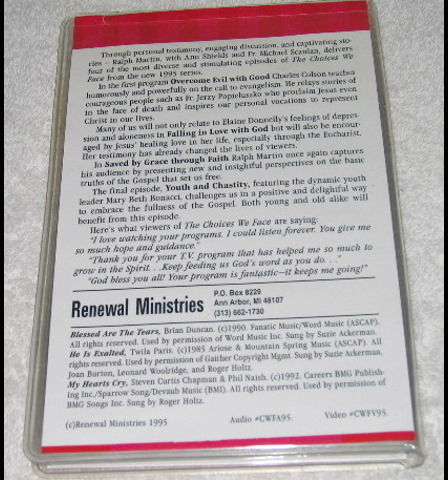 Through personal testimony, engaging discussion, and captivating sto-
ries – Ralph Martin, with Ann Shields and Fr. Michael Scanlan, delivers
four of the most diverse and stimulating episodes of The Choices We
Face from the new 1995 series.
In the first program Overcome Evil with Good Charles Colson teaches
humorously and powerfully on the call to evangelism. He relays stories of
courageous people such as Fr. Jerzy Popieluszko who proclaim Jesus even
in the face of death and inspires our personal vocations to represent
Christ in our lives.
Many of us will not only relate to Elaine Donnelly's feelings of depres-
sion and aloneness in Falling in Love with God but will also be encour-
aged by Jesus' healing love in her life, especially through the Eucharist.
Her testimony has already changed the lives of viewers.
In Saved by Grace through Faith Ralph Martin once again captures
his audience by presenting new and insightful perspectives on the basic
truths of the Gospel that set us free.
The final episode, Youth and Chastity, featuring the dynamic youth
leader Mary Beth Bonacci, challenges us in a positive and delightful way
to embrace the fullness of the Gospel. Both young and old alike will
benefit from this episode.
Here's what viewers of The Choices We Face are saying:
"I love watching your programs. I could listen forever. You give me
so much hope and guidance."
"Thank you for your T.V. program that has helped me so much to
grow in the Spirit. . .Keep feeding us God's word as you do. . ."
"God bless you all! Your program is fantastic—it keeps me going!"
Renewal Ministries
P.O. Box 8229
Ann Arbor, MI 48107
(313) 662-1730
Blessed Are The Tears, Brian Duncan. (c)1990. Fanatic Music/Word Music (ASCAP).
All rights reserved. Used by permission of Word Music Inc. Sung by Suzie Ackerman.
He Is Exalted, Twila Paris. (c)1985 Ariose & Mountain Spring Music (ASCAP). All
rights reserved. Used by permission of Gaither Copyright Mgmt. Sung by Suzie Ackerman,
Joan Burton, Leonard Woolridge, and Roger Holtz.
My Hearts Cry, Steven Curtis Chapman & Phil Naish. (c)1992. Careers BMG Publish-
ing Inc./Sparrow Song/Devaub Music (BMI). All rights reserved. Used by permission of
BMG Songs Inc. Sung by Roger Holtz.
(c)Renewal Ministries 1995
Audio #CWFA95.
Video #CWFV95.